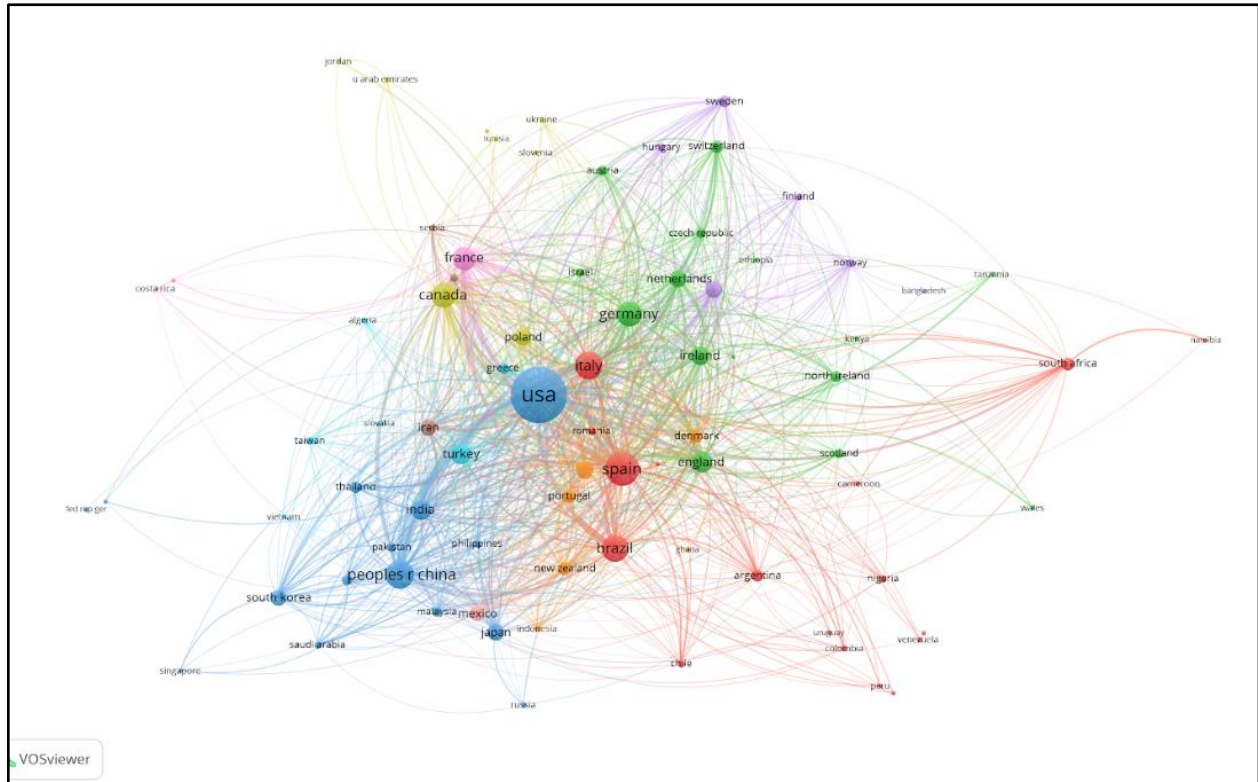 jordan
u arab emirates
sweden
ukraine
tunisia
hungary
switzerland
slovenia
austria
finland
serbia
czech republic
france
israel
ethiopia
norway
netherlands
tanzania
costa rica
canada
bangladesh
germany
algeria
poland
kenya
namibia
italy
ireland
greece
south africa
north ireland
usa
slovakia
iran
romania
denmark
taiwan
turkey
england
scotland
spain
cameroon
thailand
portugal
fed rep ger
india
wales
vietnam
pakistan
philippines
brazil
ghana
new zealand
peoples r china
argentina
nigeria
south korea
malaysia
mexico
indonesia
japan
uruguay
venezuela
saudi arabia
colombia
singapore
chile
peru
russia
VOSviewer